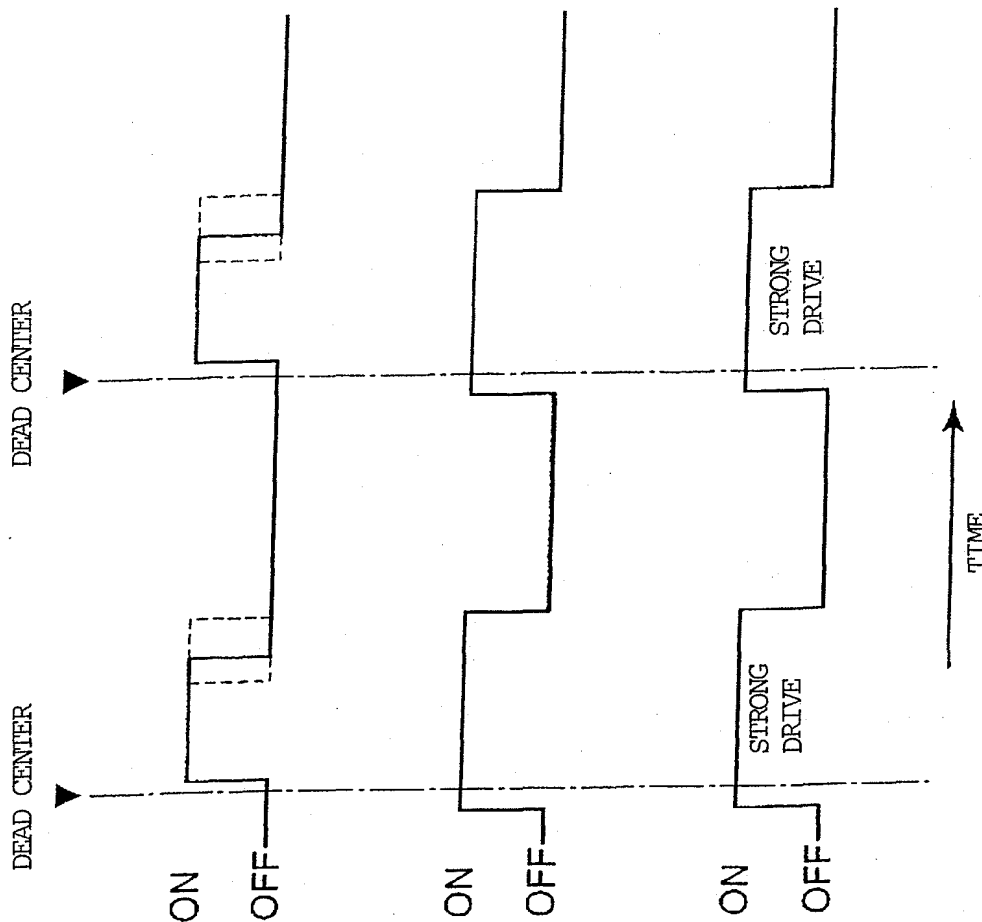 DEAD CENTER
DEAD CENTER
ON
OFF
ON
OFF
ON
OFF
STRONG
DRIVE
STRONG
DRIVE
TIME